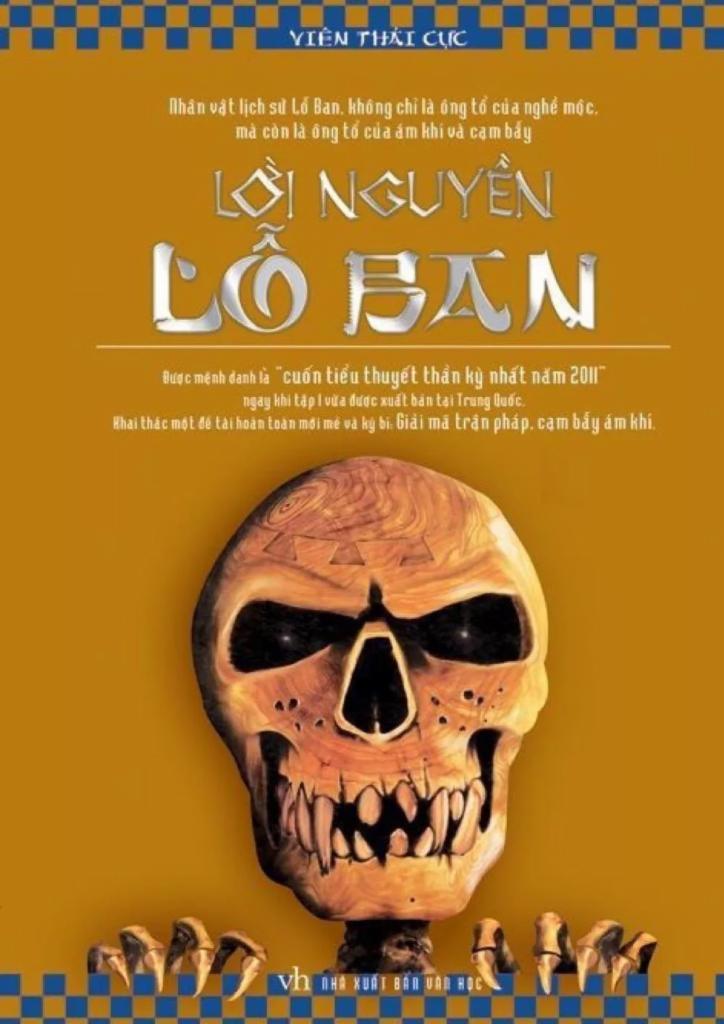 VIÊN THÁI CỰC
Nhân vật lịch sử Lỗ Ban, không chỉ là ông tổ của nghề mộc,
mà còn là ông tổ của ám khí và cạm bẫy
LỜI NGUYỀN
LỖ BAN
Được mệnh danh là "cuốn tiểu thuyết thần kỳ nhất năm 2011"
ngay khi tập 1 vừa được xuất bản tại Trung Quốc.
Khai thác một đề tài hoàn toàn mới mẻ và kỳ bí: Giải mã trận pháp, cạm bẫy ám khí.
vh NHÀ XUẤT BẢN VĂN HỌC